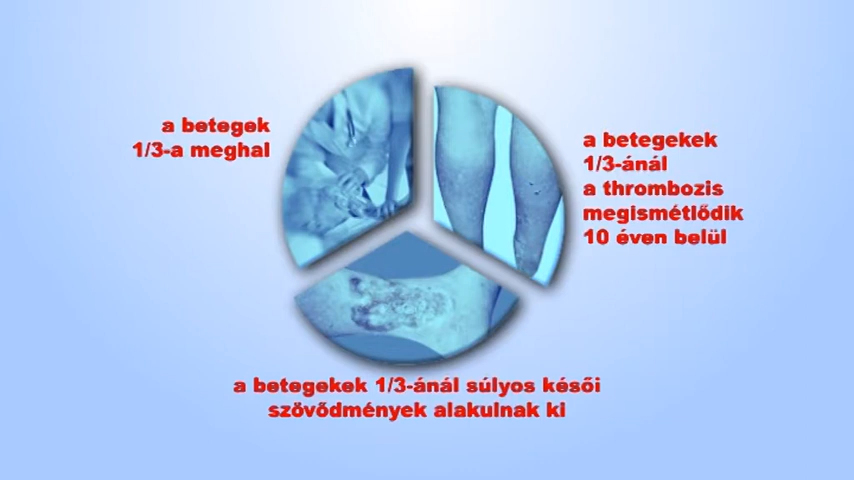 a betegek
1/3-a meghal
a betegekek
1/3-ánál
a thrombozis
megismétlődik
10 éven belül
a betegekek 1/3-ánál súlyos késői
szövődmények alakulnak ki